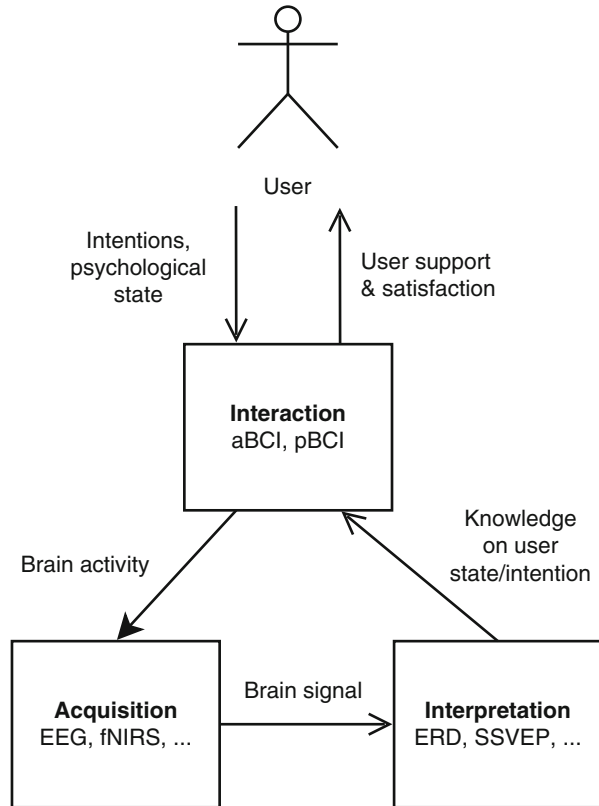 User
Intentions,
psychological
state
User support
& satisfaction
Interaction
aBCI, pBCI
Brain activity
Knowledge
on user
state/intention
Acquisition
EEG, fNIRS, ...
Brain signal
Interpretation
ERD, SSVEP, ...